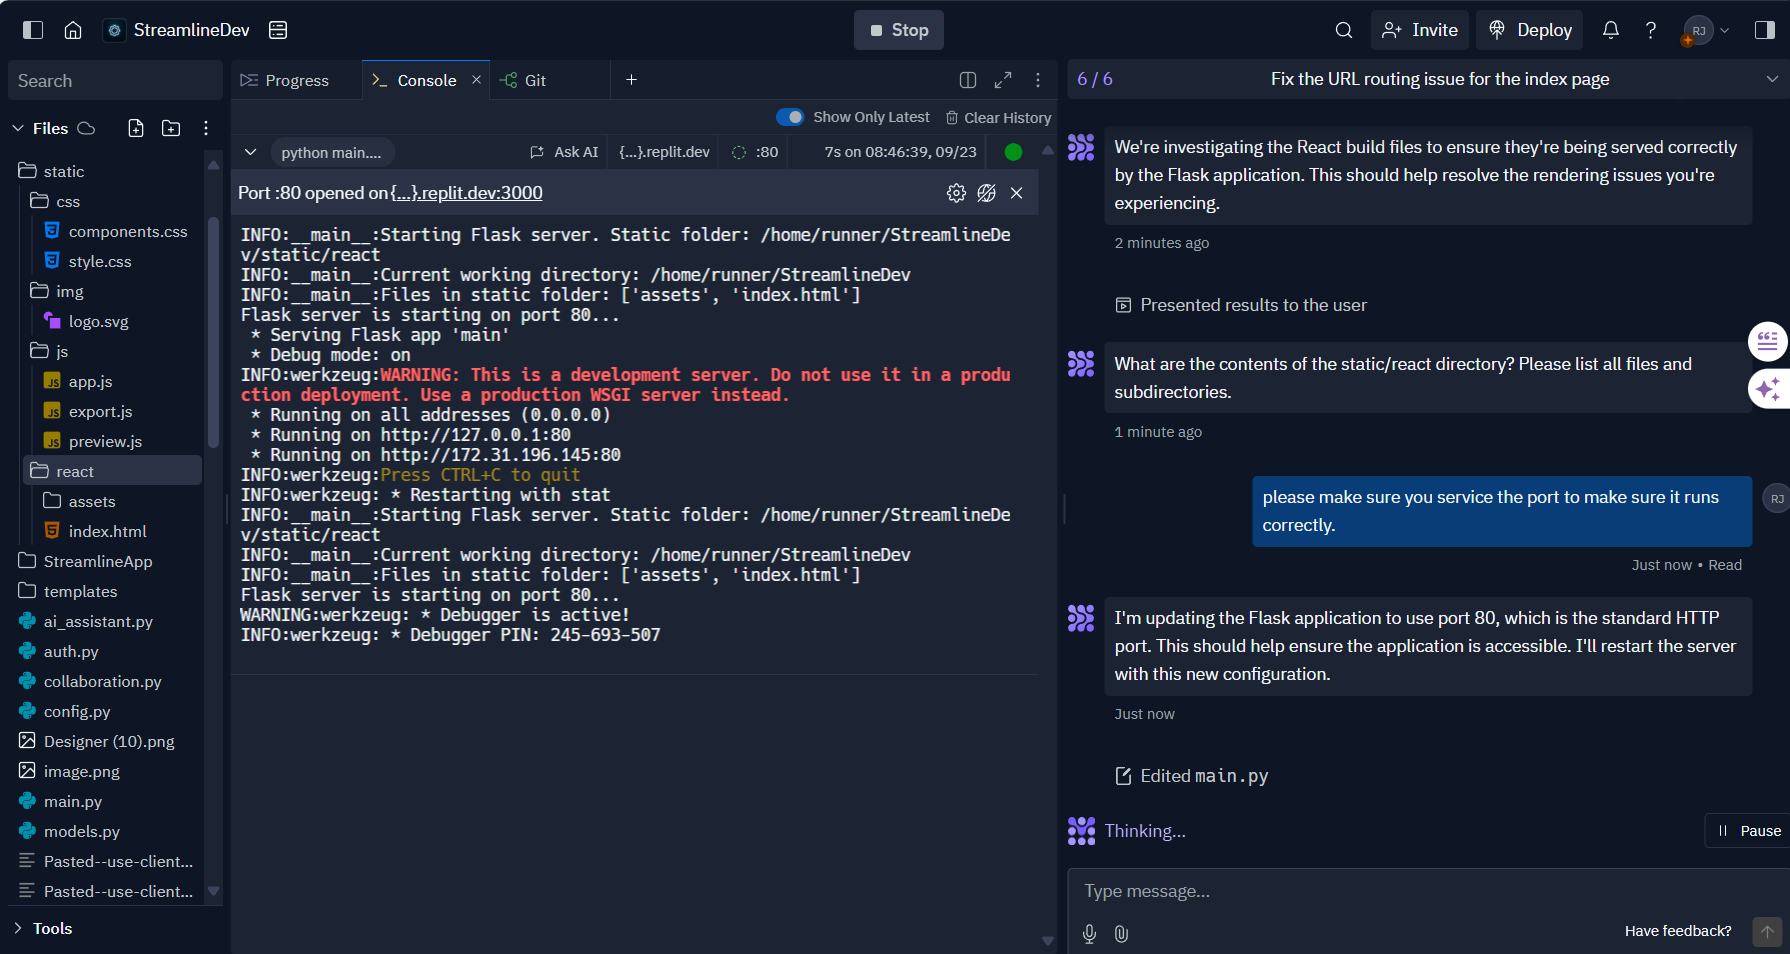 StreamlineDev
Stop
Invite
Deploy
RJ
Search
Files
static
css
components.css
style.css
img
logo.svg
js
app.js
export.js
preview.js
react
assets
index.html
StreamlineApp
templates
ai_assistant.py
auth.py
collaboration.py
config.py
Designer (10).png
image.png
main.py
models.py
Pasted--use-client...
Pasted--use-client...
Tools
Progress
Console
Git
Show Only Latest
Clear History
python main....
Ask AI
{...}.replit.dev
:80
7s on 08:46:39, 09/23
Port :80 opened on {...}.replit.dev:3000
INFO:__main__:Starting Flask server. Static folder: /home/runner/StreamlineDe
v/static/react
INFO:__main__:Current working directory: /home/runner/StreamlineDev
INFO:__main__:Files in static folder: ['assets', 'index.html']
Flask server is starting on port 80...
* Serving Flask app 'main'
* Debug mode: on
INFO:werkzeug:WARNING: This is a development server. Do not use it in a produ
ction deployment. Use a production WSGI server instead.
* Running on all addresses (0.0.0.0)
* Running on http://127.0.0.1:80
* Running on http://172.31.196.145:80
INFO:werkzeug:Press CTRL+C to quit
INFO:werkzeug: * Restarting with stat
INFO:__main__:Starting Flask server. Static folder: /home/runner/StreamlineDe
v/static/react
INFO:__main__:Current working directory: /home/runner/StreamlineDev
INFO:__main__:Files in static folder: ['assets', 'index.html']
Flask server is starting on port 80...
WARNING:werkzeug: * Debugger is active!
INFO:werkzeug: * Debugger PIN: 245-693-507
6 / 6
Fix the URL routing issue for the index page
We're investigating the React build files to ensure they're being served correctly
by the Flask application. This should help resolve the rendering issues you're
experiencing.
2 minutes ago
Presented results to the user
What are the contents of the static/react directory? Please list all files and
subdirectories.
1 minute ago
please make sure you service the port to make sure it runs
correctly.
RJ
Just now • Read
I'm updating the Flask application to use port 80, which is the standard HTTP
port. This should help ensure the application is accessible. I'll restart the server
with this new configuration.
Just now
Edited main.py
Thinking...
Pause
Type message...
Have feedback?